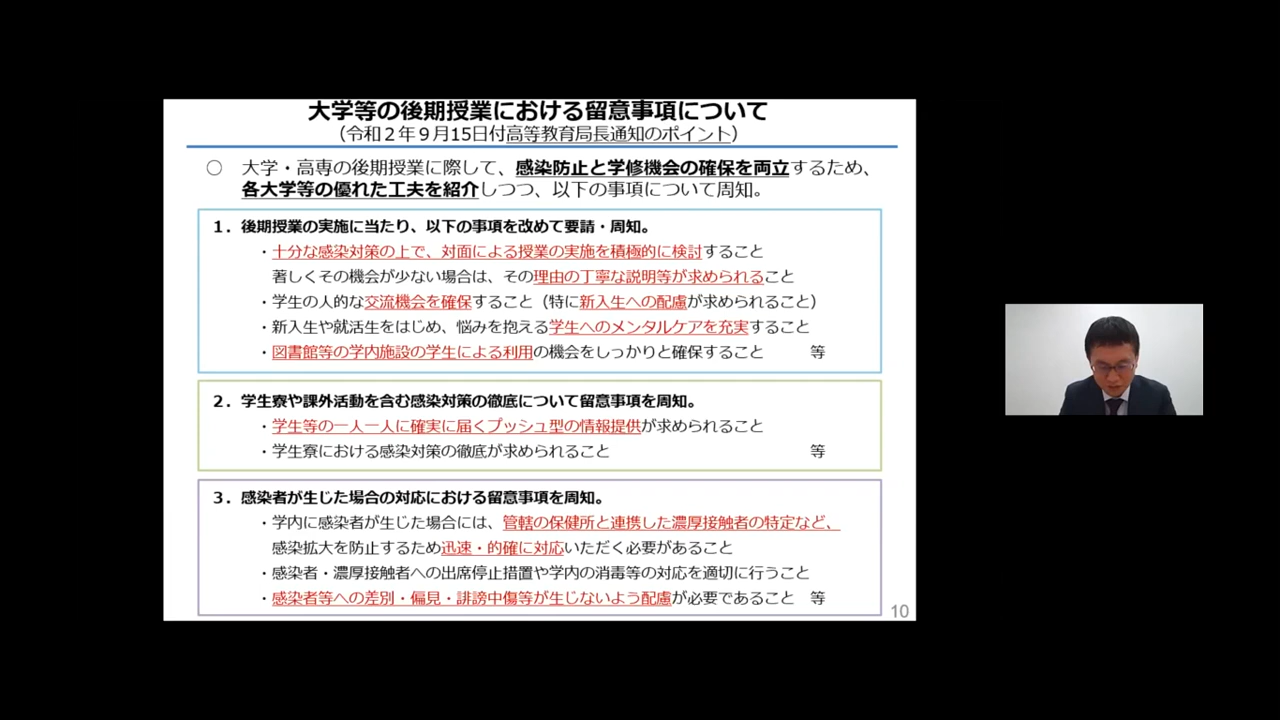 大学等の後期授業における留意事項について
（令和２年９月15日付高等教育局長通知のポイント）
○　大学・高専の後期授業に際して、感染防止と学修機会の確保を両立するため、
各大学等の優れた工夫を紹介しつつ、以下の事項について周知。
１．後期授業の実施に当たり、以下の事項を改めて要請・周知。
・十分な感染対策の上で、対面による授業の実施を積極的に検討すること
著しくその機会が少ない場合は、その理由の丁寧な説明等が求められること
・学生の人的な交流機会を確保すること（特に新入生への配慮が求められること）
・新入生や就活生をはじめ、悩みを抱える学生へのメンタルケアを充実すること
・図書館等の学内施設の学生による利用の機会をしっかりと確保すること　　　等
２．学生寮や課外活動を含む感染対策の徹底について留意事項を周知。
・学生等の一人一人に確実に届くプッシュ型の情報提供が求められること
・学生寮における感染対策の徹底が求められること　　　等
３．感染者が生じた場合の対応における留意事項を周知。
・学内に感染者が生じた場合には、管轄の保健所と連携した濃厚接触者の特定など、
感染拡大を防止するため迅速・的確に対応いただく必要があること
・感染者・濃厚接触者への出席停止措置や学内の消毒等の対応を適切に行うこと
・感染者等への差別・偏見・誹謗中傷等が生じないよう配慮が必要であること　等
10